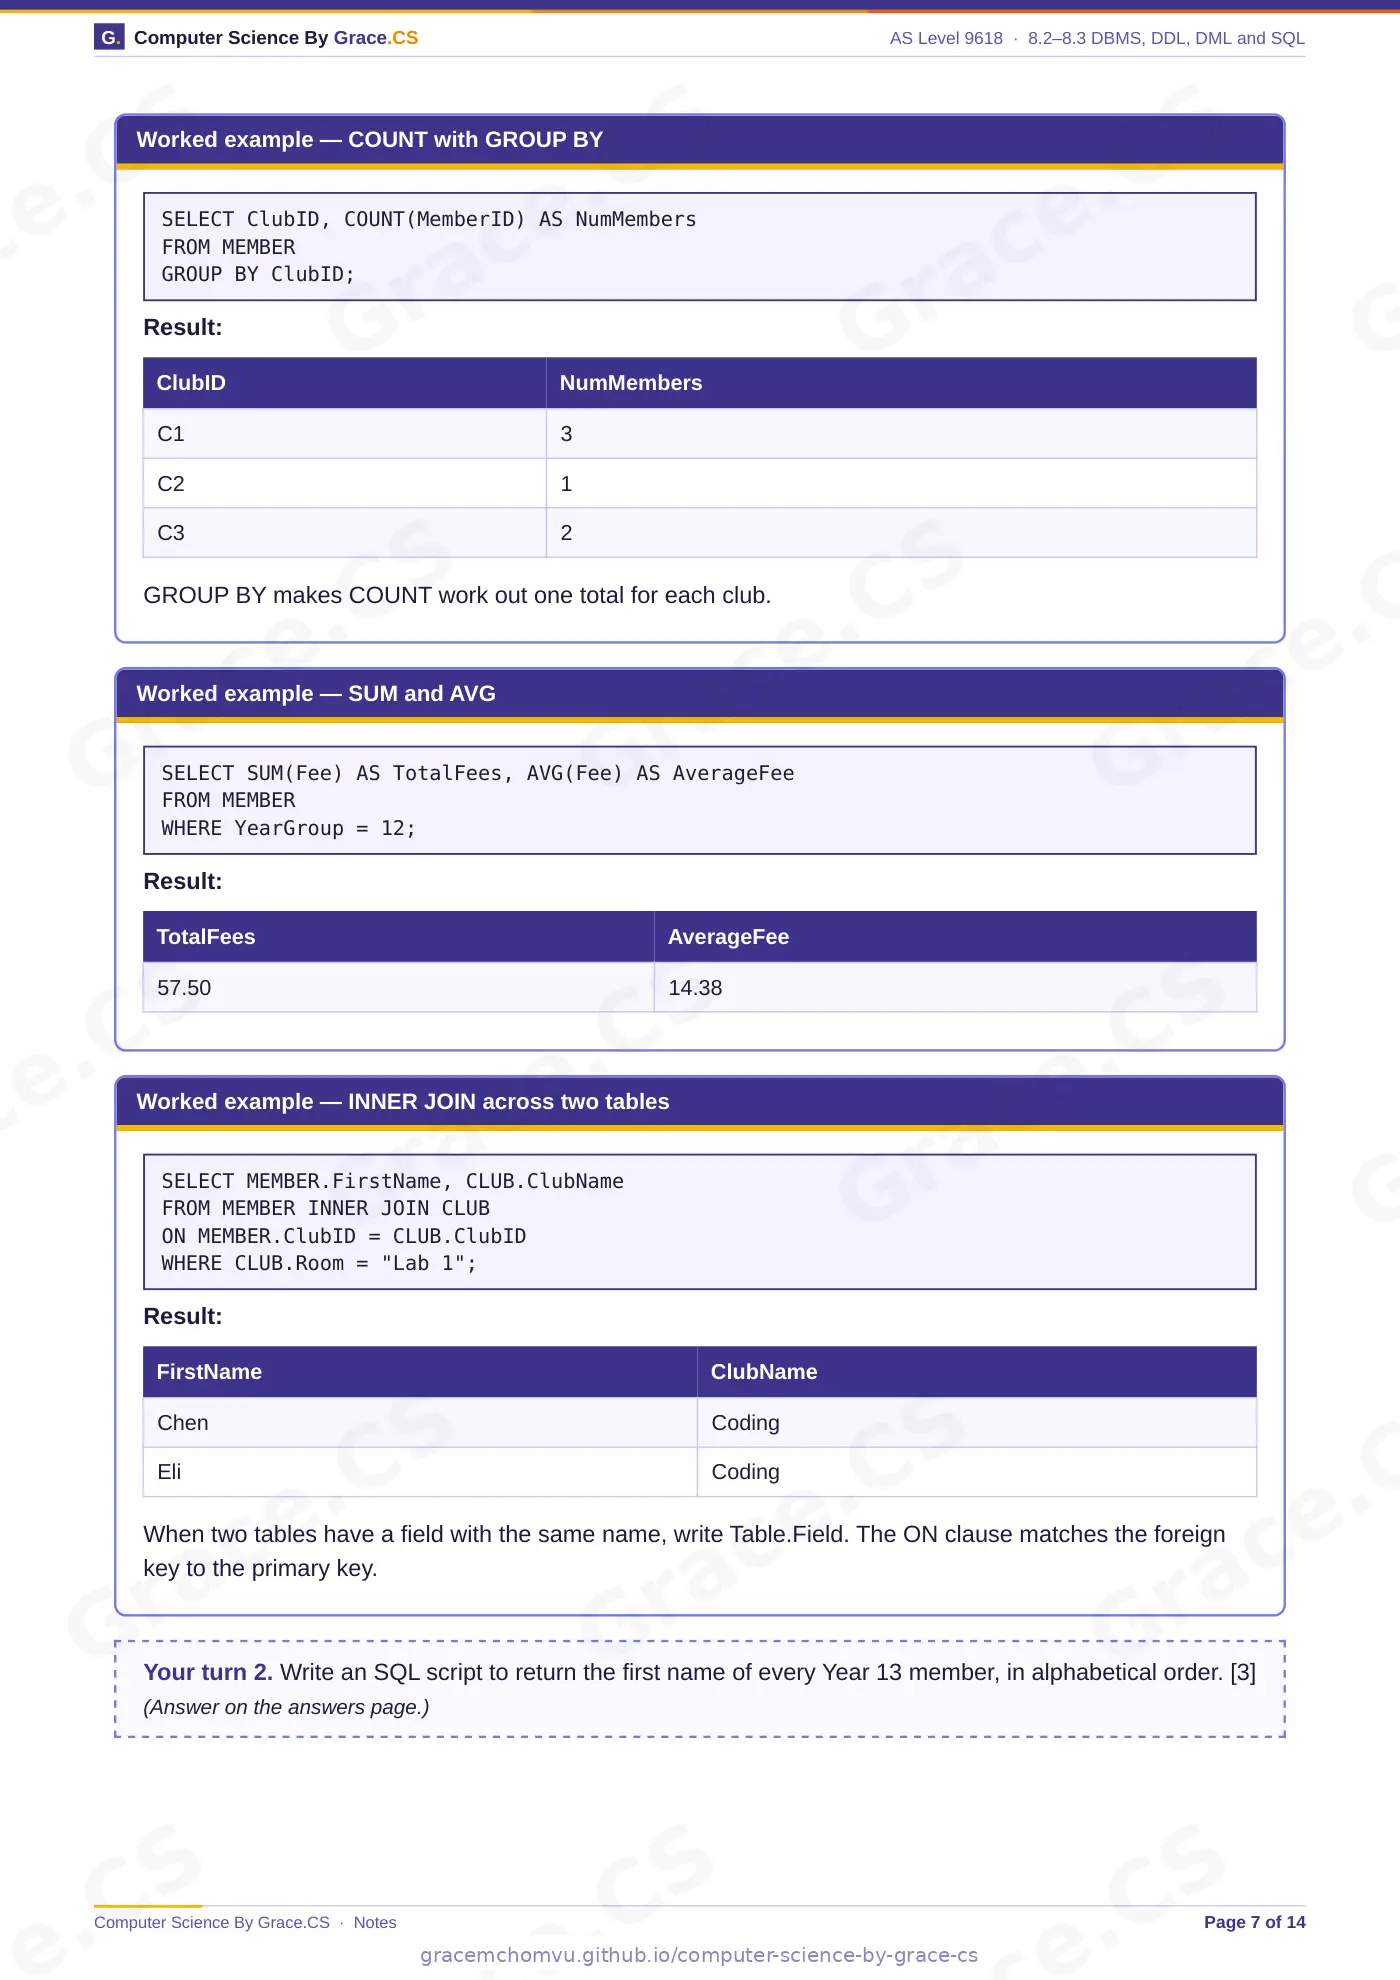 G. Computer Science By Grace.CS
AS Level 9618 · 8.2–8.3 DBMS, DDL, DML and SQL
Worked example — COUNT with GROUP BY
SELECT ClubID, COUNT(MemberID) AS NumMembers
FROM MEMBER
GROUP BY ClubID;
Result:
ClubID NumMembers
C1 3
C2 1
C3 2
GROUP BY makes COUNT work out one total for each club.
Worked example — SUM and AVG
SELECT SUM(Fee) AS TotalFees, AVG(Fee) AS AverageFee
FROM MEMBER
WHERE YearGroup = 12;
Result:
TotalFees AverageFee
57.50 14.38
Worked example — INNER JOIN across two tables
SELECT MEMBER.FirstName, CLUB.ClubName
FROM MEMBER INNER JOIN CLUB
ON MEMBER.ClubID = CLUB.ClubID
WHERE CLUB.Room = "Lab 1";
Result:
FirstName ClubName
Chen Coding
Eli Coding
When two tables have a field with the same name, write Table.Field. The ON clause matches the foreign
key to the primary key.
Your turn 2. Write an SQL script to return the first name of every Year 13 member, in alphabetical order. [3]
(Answer on the answers page.)
Computer Science By Grace.CS · Notes
Page 7 of 14
gracemchomvu.github.io/computer-science-by-grace-cs
Grace.CS